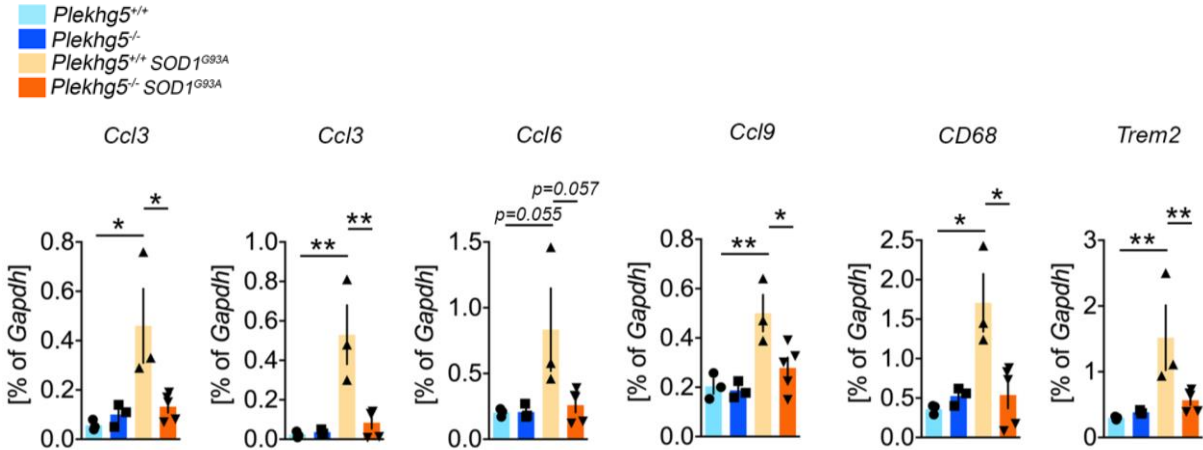 Plekhg5+/+
Plekhg5-/-
Plekhg5+/+ SOD1G93A
Plekhg5-/- SOD1G93A
Ccl3
Ccl3
Ccl6
Ccl9
CD68
Trem2
[% of Gapdh]
0.8
0.6
0.4
0.2
0.0
*
*
[% of Gapdh]
1.0
0.8
0.6
0.4
0.2
0.0
**
**
[% of Gapdh]
1.5
1.0
0.5
0.0
p=0.055
p=0.057
[% of Gapdh]
0.8
0.6
0.4
0.2
0.0
**
*
[% of Gapdh]
2.5
2.0
1.5
1.0
0.5
0.0
*
*
[% of Gapdh]
3
2
1
0
**
**